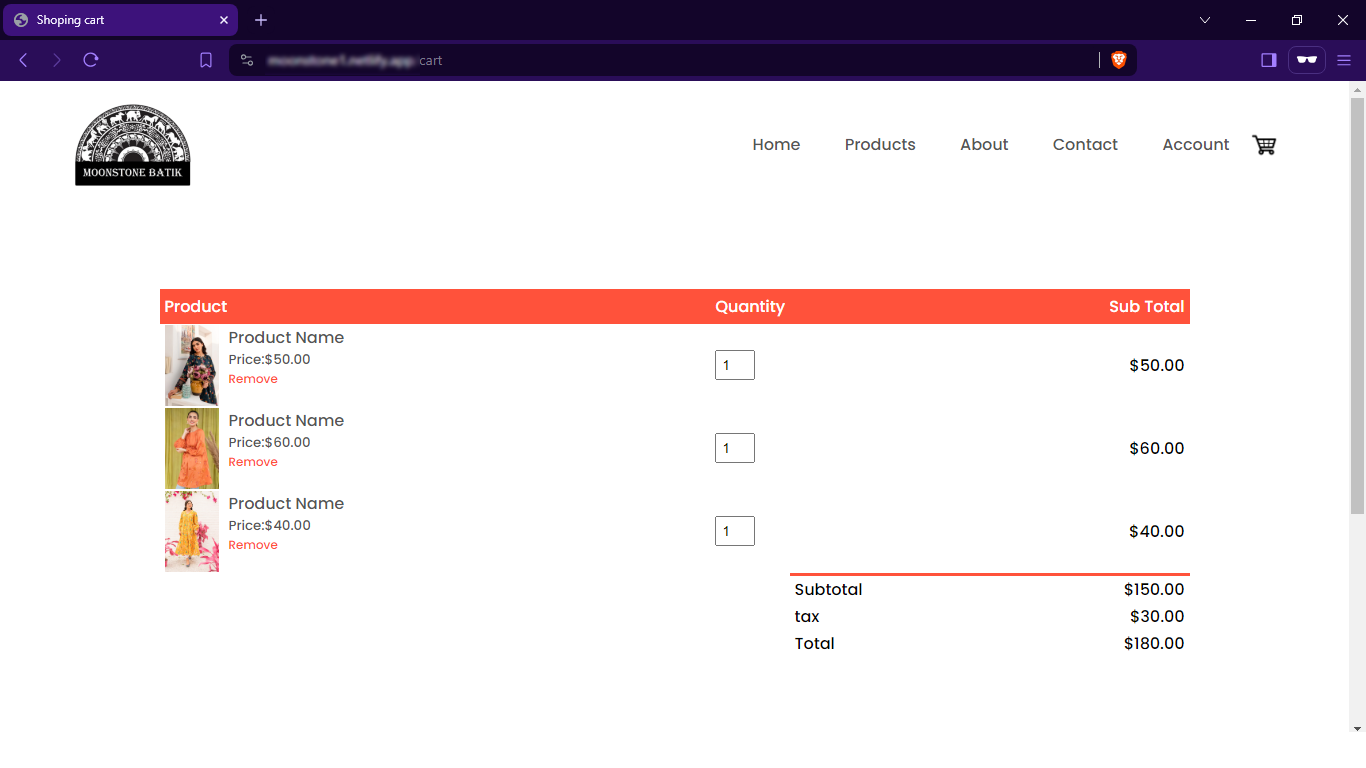 Shoping cart
/cart
MOONSTONE BATIK
Home Products About Contact Account
Product Quantity Sub Total
Product Name
Price:$50.00
Remove
1
$50.00
Product Name
Price:$60.00
Remove
1
$60.00
Product Name
Price:$40.00
Remove
1
$40.00
Subtotal $150.00
tax $30.00
Total $180.00